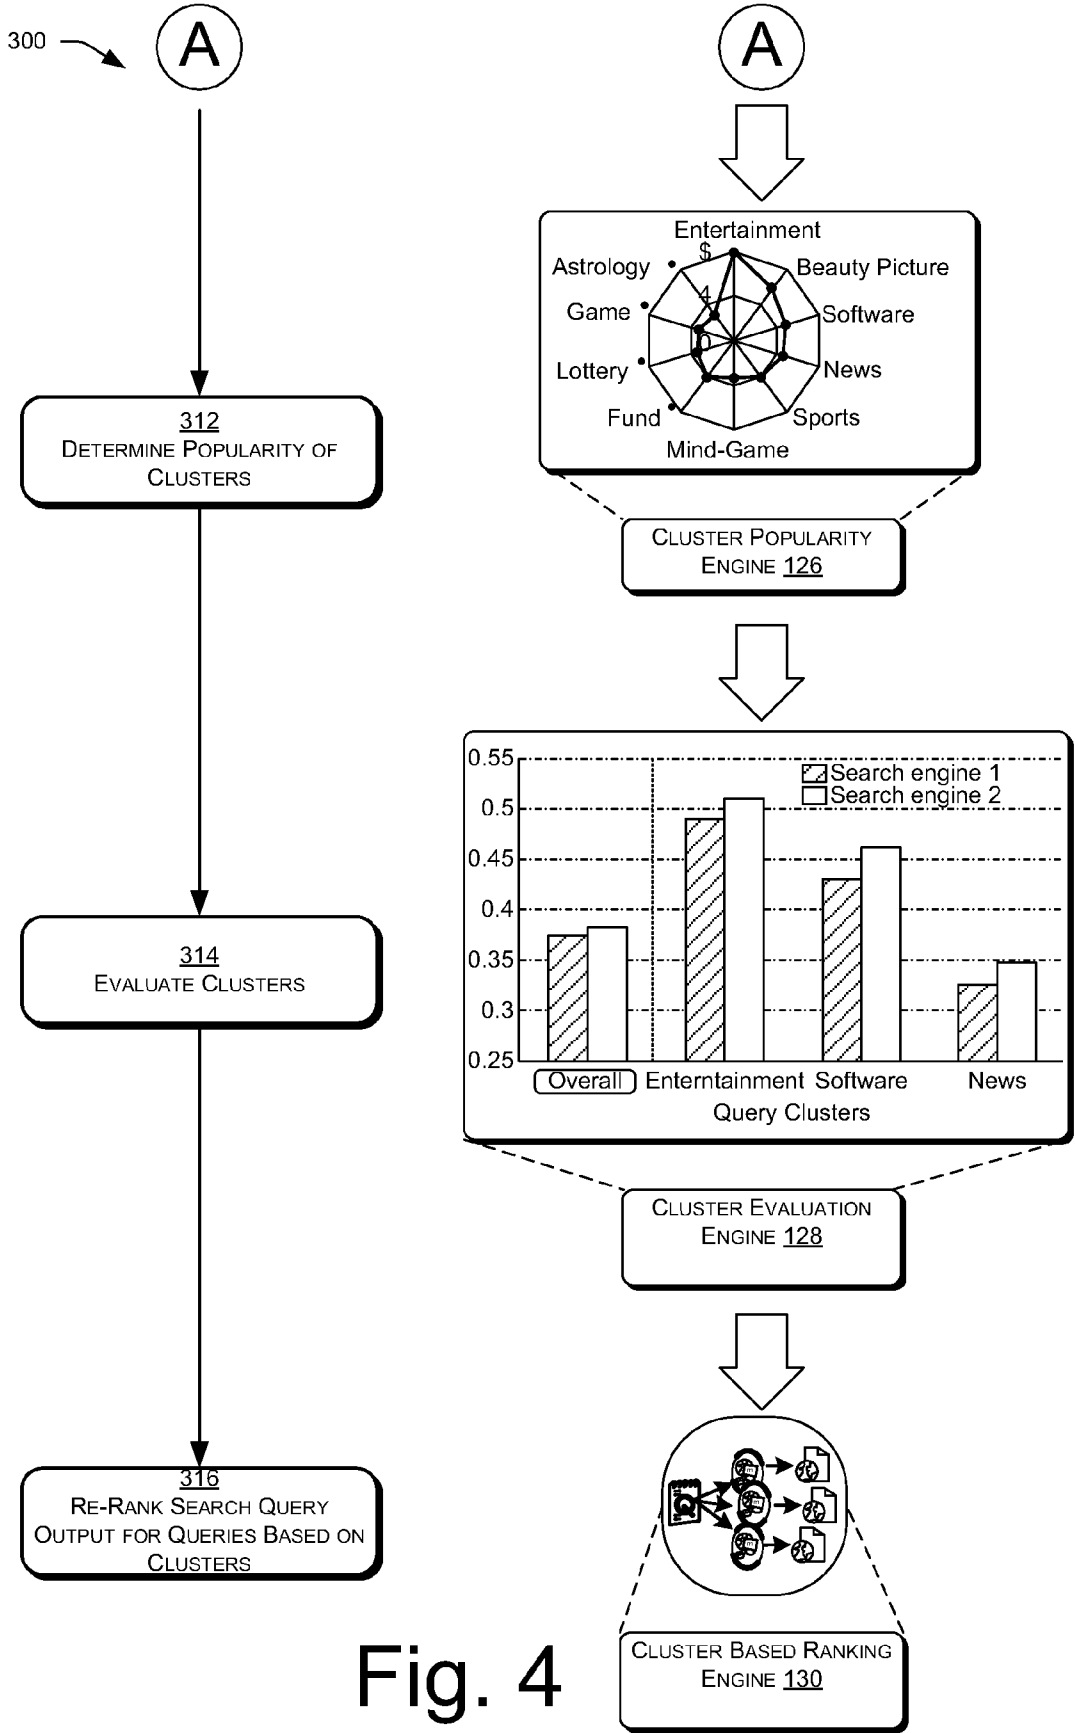 300
A
A
312
DETERMINE POPULARITY OF
CLUSTERS
Entertainment
$
Astrology
Beauty Picture
4
Game
Software
0
Lottery
News
Fund
Sports
Mind-Game
CLUSTER POPULARITY
ENGINE 126
314
EVALUATE CLUSTERS
0.55
Search engine 1
Search engine 2
0.5
0.45
0.4
0.35
0.3
0.25
Overall Enterntainment Software News
Query Clusters
CLUSTER EVALUATION
ENGINE 128
316
RE-RANK SEARCH QUERY
OUTPUT FOR QUERIES BASED ON
CLUSTERS
CLUSTER BASED RANKING
ENGINE 130
Fig. 4